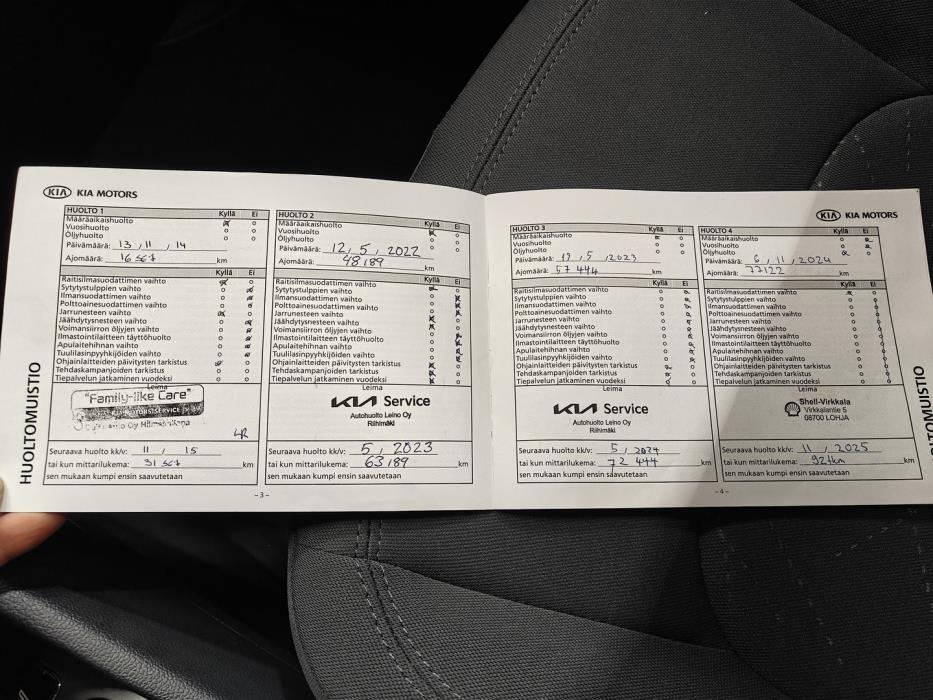 KIA KIA MOTORS
HUOLTOMUISTIO
HUOLTO 1 Kyllä Ei
Määräaikaishuolto
Vuosihuolto
Öljyhuolto
Päivämäärä: 13, 11, 14
Ajomäärä: km
Raitisilmasuodattimen vaihto Kyllä Ei
Sytytystulppien vaihto
Ilmansuodattimen vaihto
Polttoainesuodattimen vaihto
Jarrunesteen vaihto
Jäähdytysnesteen vaihto
Voimansiirron öljyjen vaihto
Ilmastointilaitteen täyttöhuolto
Apulaitehihnan vaihto
Tuulilasinpyyhkijöiden vaihto
Ohjainlaitteiden päivitysten tarkistus
Tehdaskampanjoiden tarkistus
Tiepalvelun jatkaminen vuodeksi
Leima
"Family-like Care"
Seuraava huolto kk/v: 11, 15
tai kun mittarilukema: km
sen mukaan kumpi ensin saavutetaan
HUOLTO 2 Kyllä Ei
Määräaikaishuolto
Vuosihuolto
Öljyhuolto
Päivämäärä: 12, 5, 2022
Ajomäärä: 48189 km
Raitisilmasuodattimen vaihto Kyllä Ei
Sytytystulppien vaihto
Ilmansuodattimen vaihto
Polttoainesuodattimen vaihto
Jarrunesteen vaihto
Jäähdytysnesteen vaihto
Voimansiirron öljyjen vaihto
Ilmastointilaitteen täyttöhuolto
Apulaitehihnan vaihto
Tuulilasinpyyhkijöiden vaihto
Ohjainlaitteiden päivitysten tarkistus
Tehdaskampanjoiden tarkistus
Tiepalvelun jatkaminen vuodeksi
Leima
KIA Service
Autohuolto Leino Oy
Riihimäki
Seuraava huolto kk/v: 5, 2023
tai kun mittarilukema: 63189 km
sen mukaan kumpi ensin saavutetaan
- 3 -
KIA KIA MOTORS
HUOLTO 3 Kyllä Ei
Määräaikaishuolto
Vuosihuolto
Öljyhuolto
Päivämäärä: , 5, 2023
Ajomäärä: 57 444 km
Raitisilmasuodattimen vaihto Kyllä Ei
Sytytystulppien vaihto
Ilmansuodattimen vaihto
Polttoainesuodattimen vaihto
Jarrunesteen vaihto
Jäähdytysnesteen vaihto
Voimansiirron öljyjen vaihto
Ilmastointilaitteen täyttöhuolto
Apulaitehihnan vaihto
Tuulilasinpyyhkijöiden vaihto
Ohjainlaitteiden päivitysten tarkistus
Tehdaskampanjoiden tarkistus
Tiepalvelun jatkaminen vuodeksi
Leima
KIA Service
Autohuolto Leino Oy
Riihimäki
Seuraava huolto kk/v: 5, 2024
tai kun mittarilukema: 72 444 km
sen mukaan kumpi ensin saavutetaan
HUOLTO 4 Kyllä Ei
Määräaikaishuolto
Vuosihuolto
Öljyhuolto
Päivämäärä: 6, 11, 2024
Ajomäärä: 77122 km
Raitisilmasuodattimen vaihto Kyllä Ei
Sytytystulppien vaihto
Ilmansuodattimen vaihto
Polttoainesuodattimen vaihto
Jarrunesteen vaihto
Jäähdytysnesteen vaihto
Voimansiirron öljyjen vaihto
Ilmastointilaitteen täyttöhuolto
Apulaitehihnan vaihto
Tuulilasinpyyhkijöiden vaihto
Ohjainlaitteiden päivitysten tarkistus
Tehdaskampanjoiden tarkistus
Tiepalvelun jatkaminen vuodeksi
Leima
Shell-Virkkala
Virkkalantie 5
08700 LOHJA
Seuraava huolto kk/v: 11, 2025
tai kun mittarilukema: 92tkm km
sen mukaan kumpi ensin saavutetaan
- 4 -
HUOLTOMUISTIO